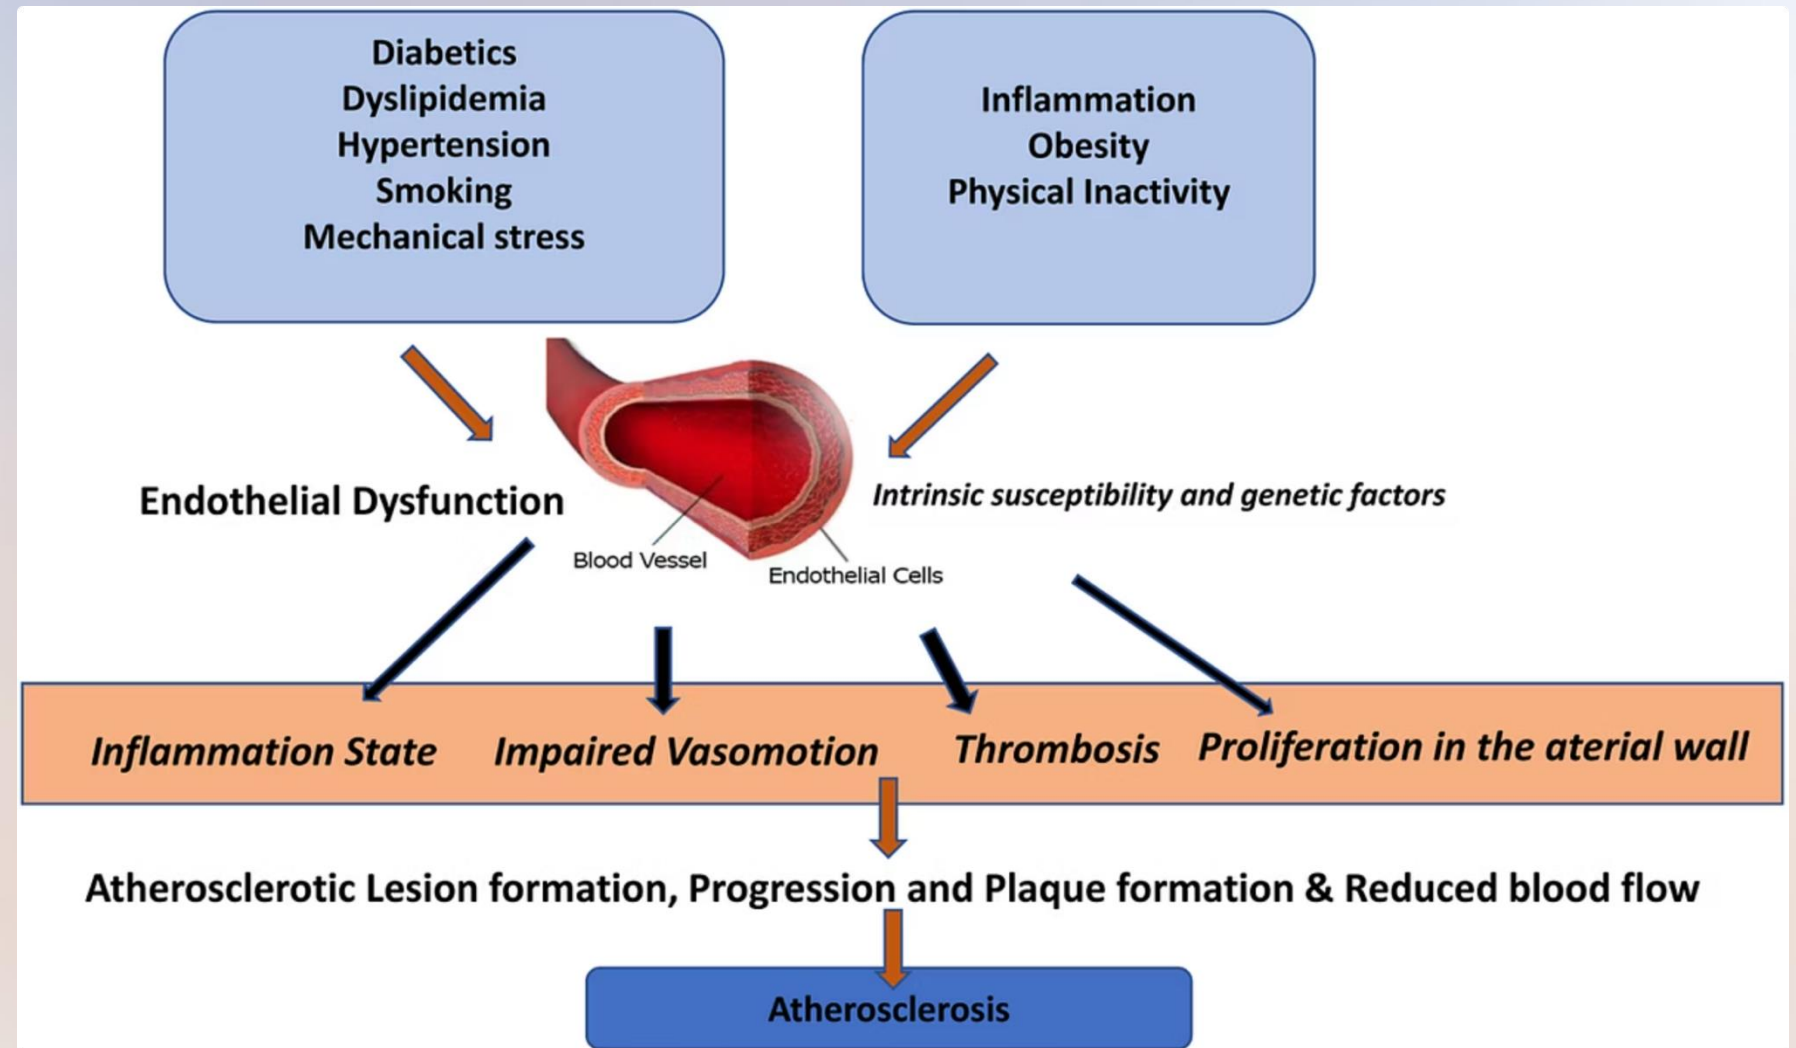 Diabetics
Dyslipidemia
Hypertension
Smoking
Mechanical stress
Inflammation
Obesity
Physical Inactivity
Endothelial Dysfunction
Intrinsic susceptibility and genetic factors
Blood Vessel
Endothelial Cells
Inflammation State
Impaired Vasomotion
Thrombosis
Proliferation in the aterial wall
Atherosclerotic Lesion formation, Progression and Plaque formation & Reduced blood flow
Atherosclerosis